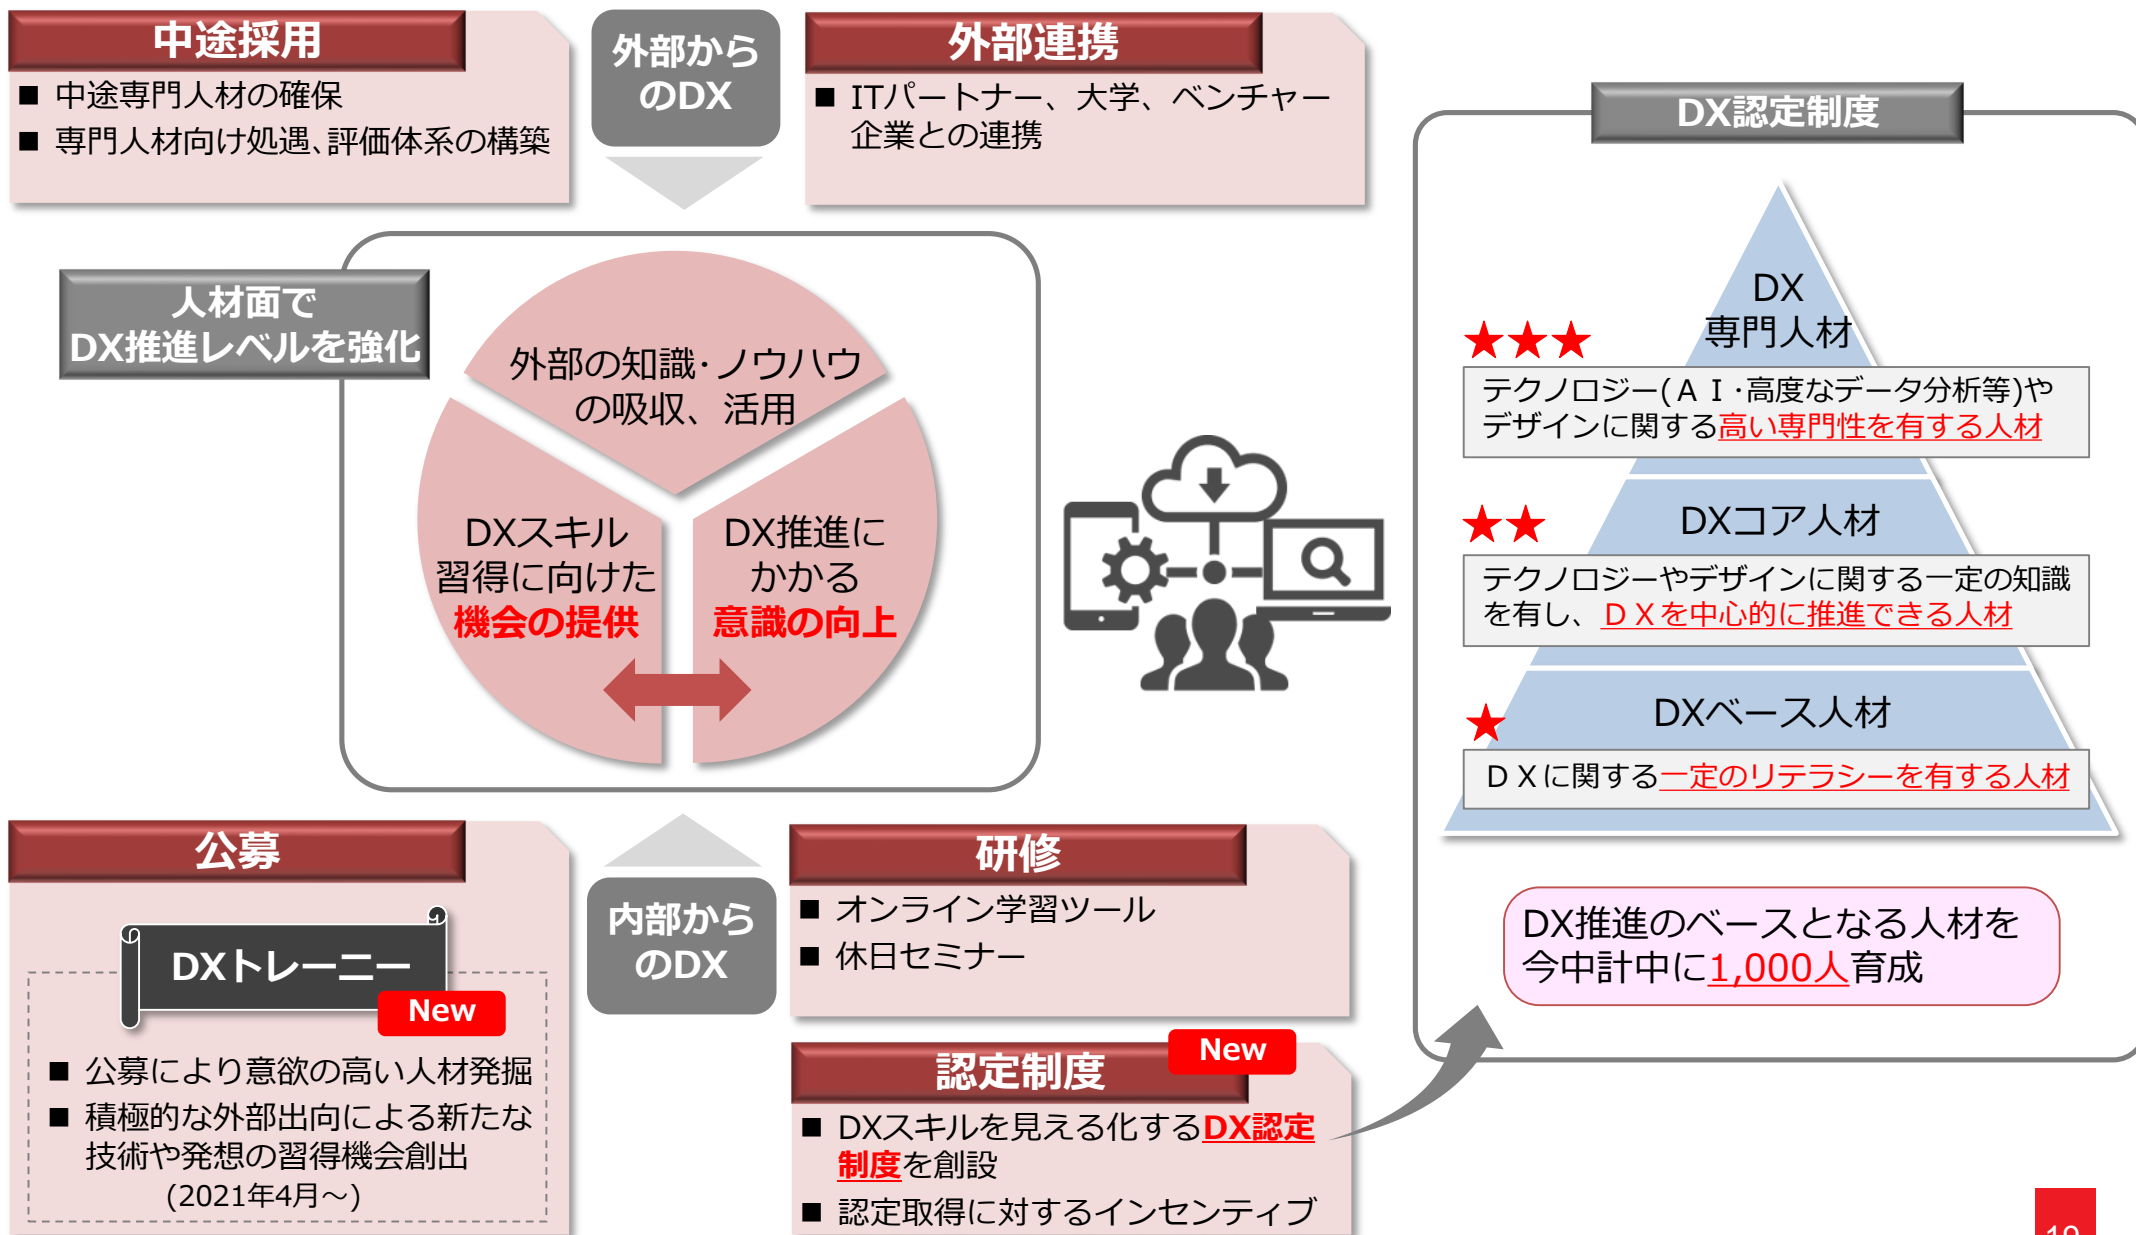 中途採用
■ 中途専門人材の確保
■ 専門人材向け処遇､評価体系の構築
外部から
のDX
外部連携
■ ITパートナー、大学、ベンチャー
企業との連携
人材面で
DX推進レベルを強化
外部の知識･ノウハウ
の吸収、活用
DXスキル
習得に向けた
機会の提供
DX推進に
かかる
意識の向上
公募
DXトレーニー
New
■ 公募により意欲の高い人材発掘
■ 積極的な外部出向による新たな
技術や発想の習得機会創出
(2021年4月～)
内部から
のDX
研修
■ オンライン学習ツール
■ 休日セミナー
認定制度
New
■ DXスキルを見える化するDX認定
制度を創設
■ 認定取得に対するインセンティブ
DX認定制度
DX
専門人材
★★★
テクノロジー(ＡＩ･高度なデータ分析等)や
デザインに関する高い専門性を有する人材
★★
DXコア人材
テクノロジーやデザインに関する一定の知識
を有し、ＤＸを中心的に推進できる人材
★
DXベース人材
ＤＸに関する一定のリテラシーを有する人材
DX推進のベースとなる人材を
今中計中に1,000人育成